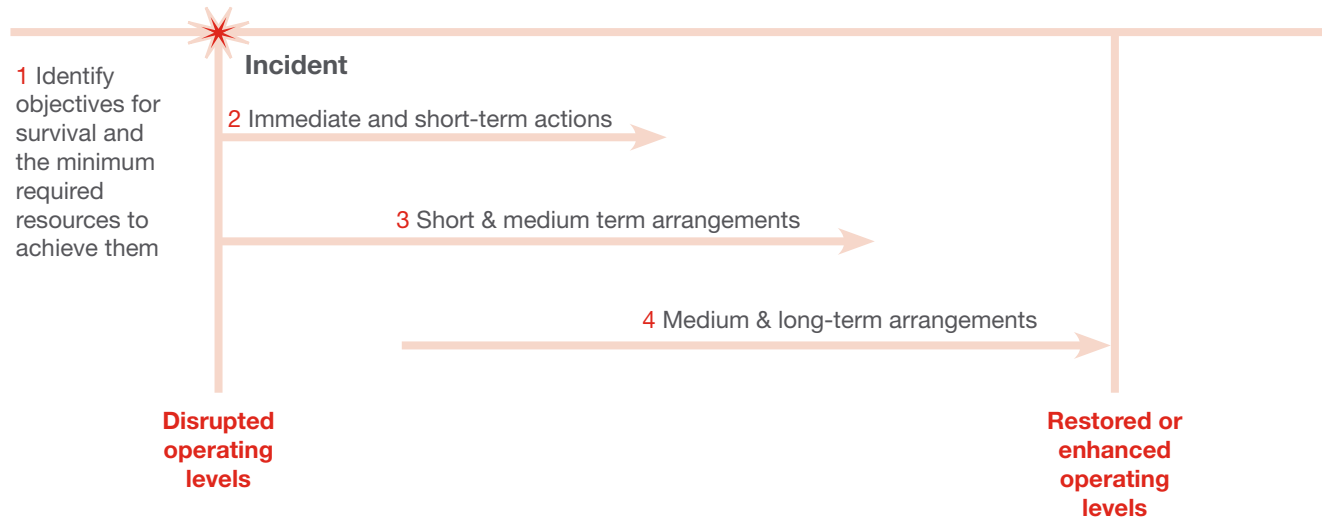 Incident
1 Identify
objectives for
survival and
the minimum
required
resources to
achieve them
2 Immediate and short-term actions
3 Short & medium term arrangements
4 Medium & long-term arrangements
Disrupted
operating
levels
Restored or
enhanced
operating
levels